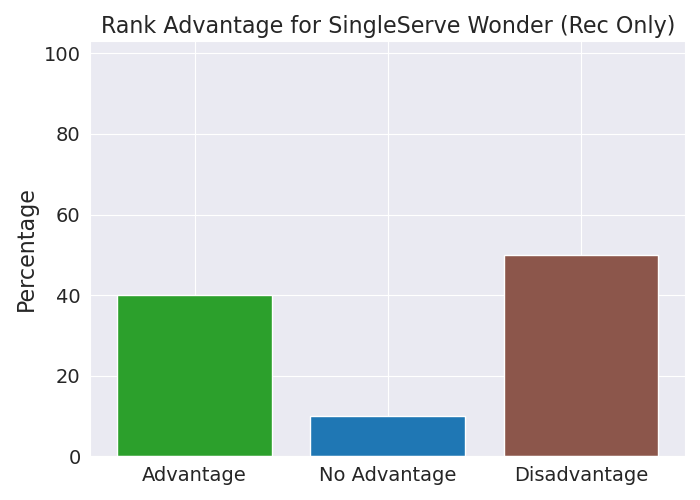 Rank Advantage for SingleServe Wonder (Rec Only)
100
80
60
40
20
0
Percentage
Advantage
No Advantage
Disadvantage